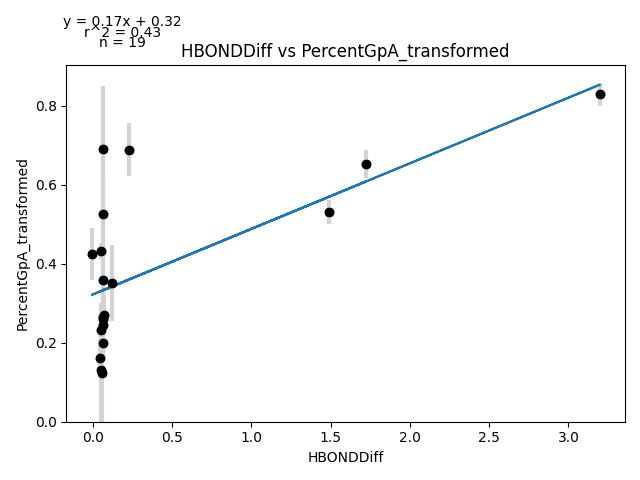 y = 0.17x + 0.32
r^2 = 0.43
n = 19
HBONDDiff vs PercentGpA_transformed
PercentGpA_transformed
0.8
0.6
0.4
0.2
0.0
0.0 0.5 1.0 1.5 2.0 2.5 3.0
HBONDDiff